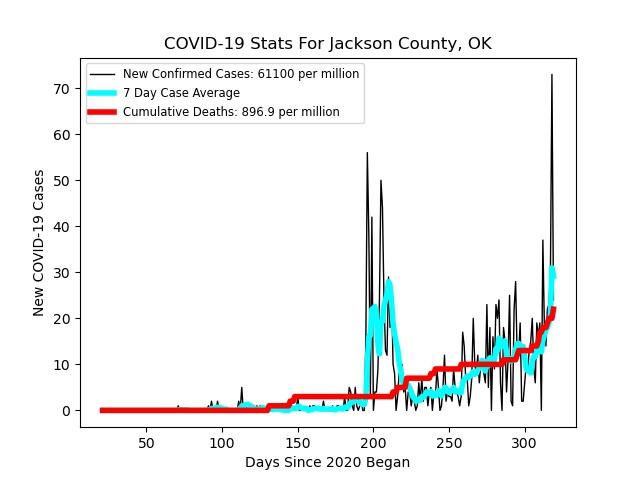 COVID-19 Stats For Jackson County, OK
New Confirmed Cases: 61100 per million
7 Day Case Average
Cumulative Deaths: 896.9 per million
New COVID-19 Cases
70
60
50
40
30
20
10
0
50 100 150 200 250 300
Days Since 2020 Began